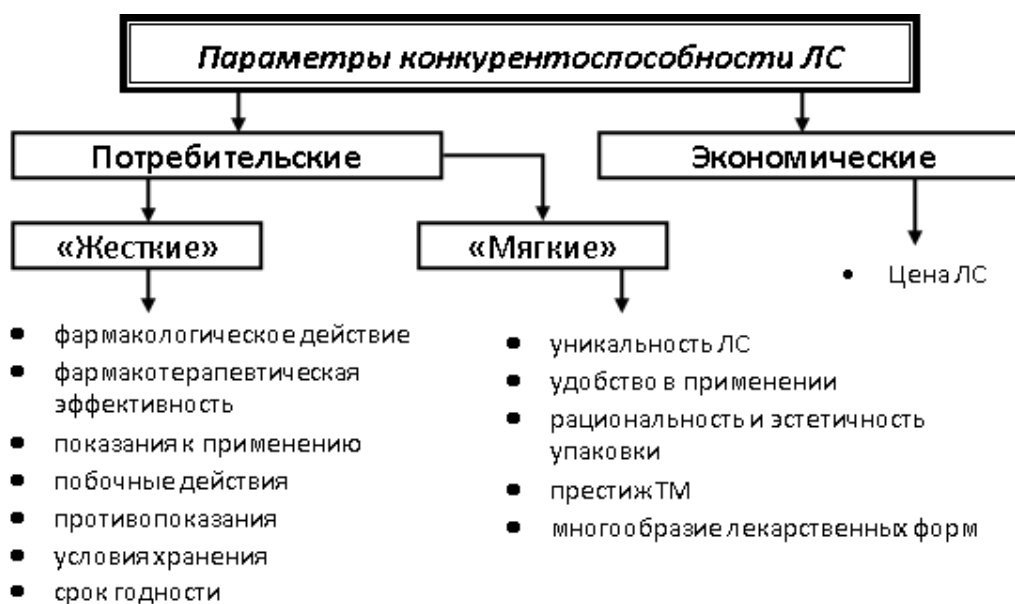 Параметры конкурентоспособности ЛС
Потребительские
Экономические
«Жесткие»
«Мягкие»
• Цена ЛС
• фармакологическое действие
• фармакотерапевтическая
эффективность
• показания к применению
• побочные действия
• противопоказания
• условия хранения
• срок годности
• уникальность ЛС
• удобство в применении
• рациональность и эстетичность
упаковки
• престиж ТМ
• многообразие лекарственных форм